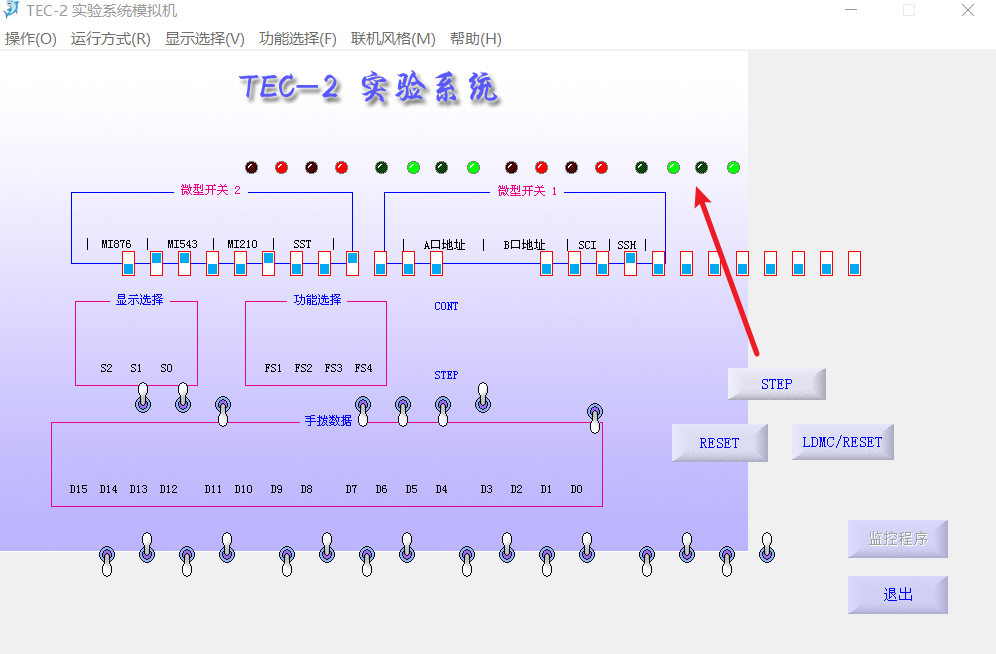 TEC-2 实验系统模拟机
操作(O) 运行方式(R) 显示选择(V) 功能选择(F) 联机风格(M) 帮助(H)
TEC-2 实验系统
微型开关 2 微型开关 1
| MI876 | MI543 | MI210 | SST | | A口地址 | B口地址 | SCI | SSH |
显示选择 功能选择 CONT
S2 S1 S0 FS1 FS2 FS3 FS4 STEP
STEP
手拨数据
RESET LDMC/RESET
D15 D14 D13 D12 D11 D10 D9 D8 D7 D6 D5 D4 D3 D2 D1 D0
监控程序
退出